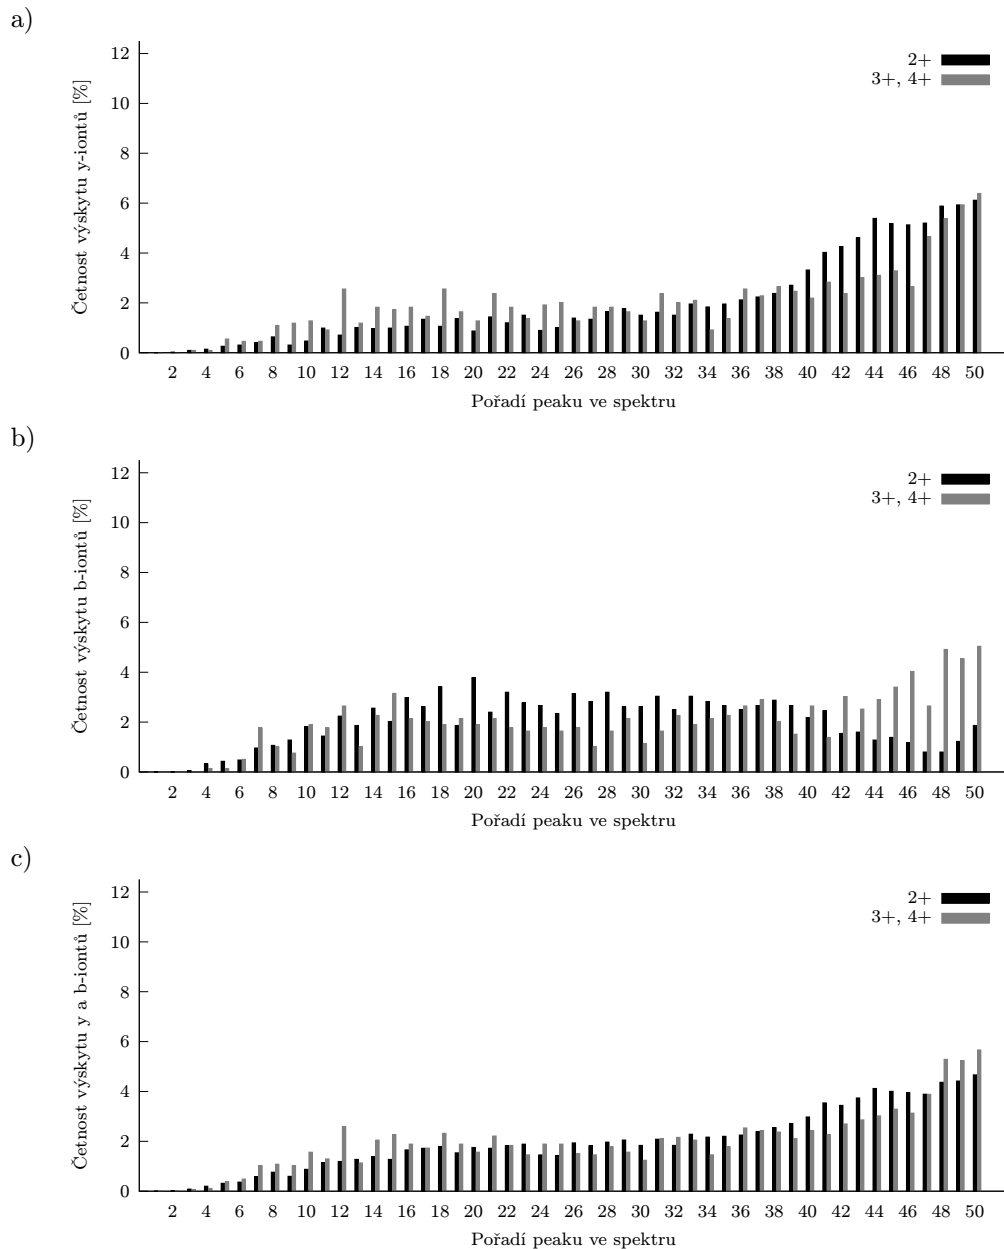 a)
Četnost výskytu y-iontů [%]
12
10
8
6
4
2
0
2+
3+, 4+
2 4 6 8 10 12 14 16 18 20 22 24 26 28 30 32 34 36 38 40 42 44 46 48 50
Pořadí peaku ve spektru
b)
Četnost výskytu b-iontů [%]
12
10
8
6
4
2
0
2+
3+, 4+
2 4 6 8 10 12 14 16 18 20 22 24 26 28 30 32 34 36 38 40 42 44 46 48 50
Pořadí peaku ve spektru
c)
Četnost výskytu y a b-iontů [%]
12
10
8
6
4
2
0
2+
3+, 4+
2 4 6 8 10 12 14 16 18 20 22 24 26 28 30 32 34 36 38 40 42 44 46 48 50
Pořadí peaku ve spektru